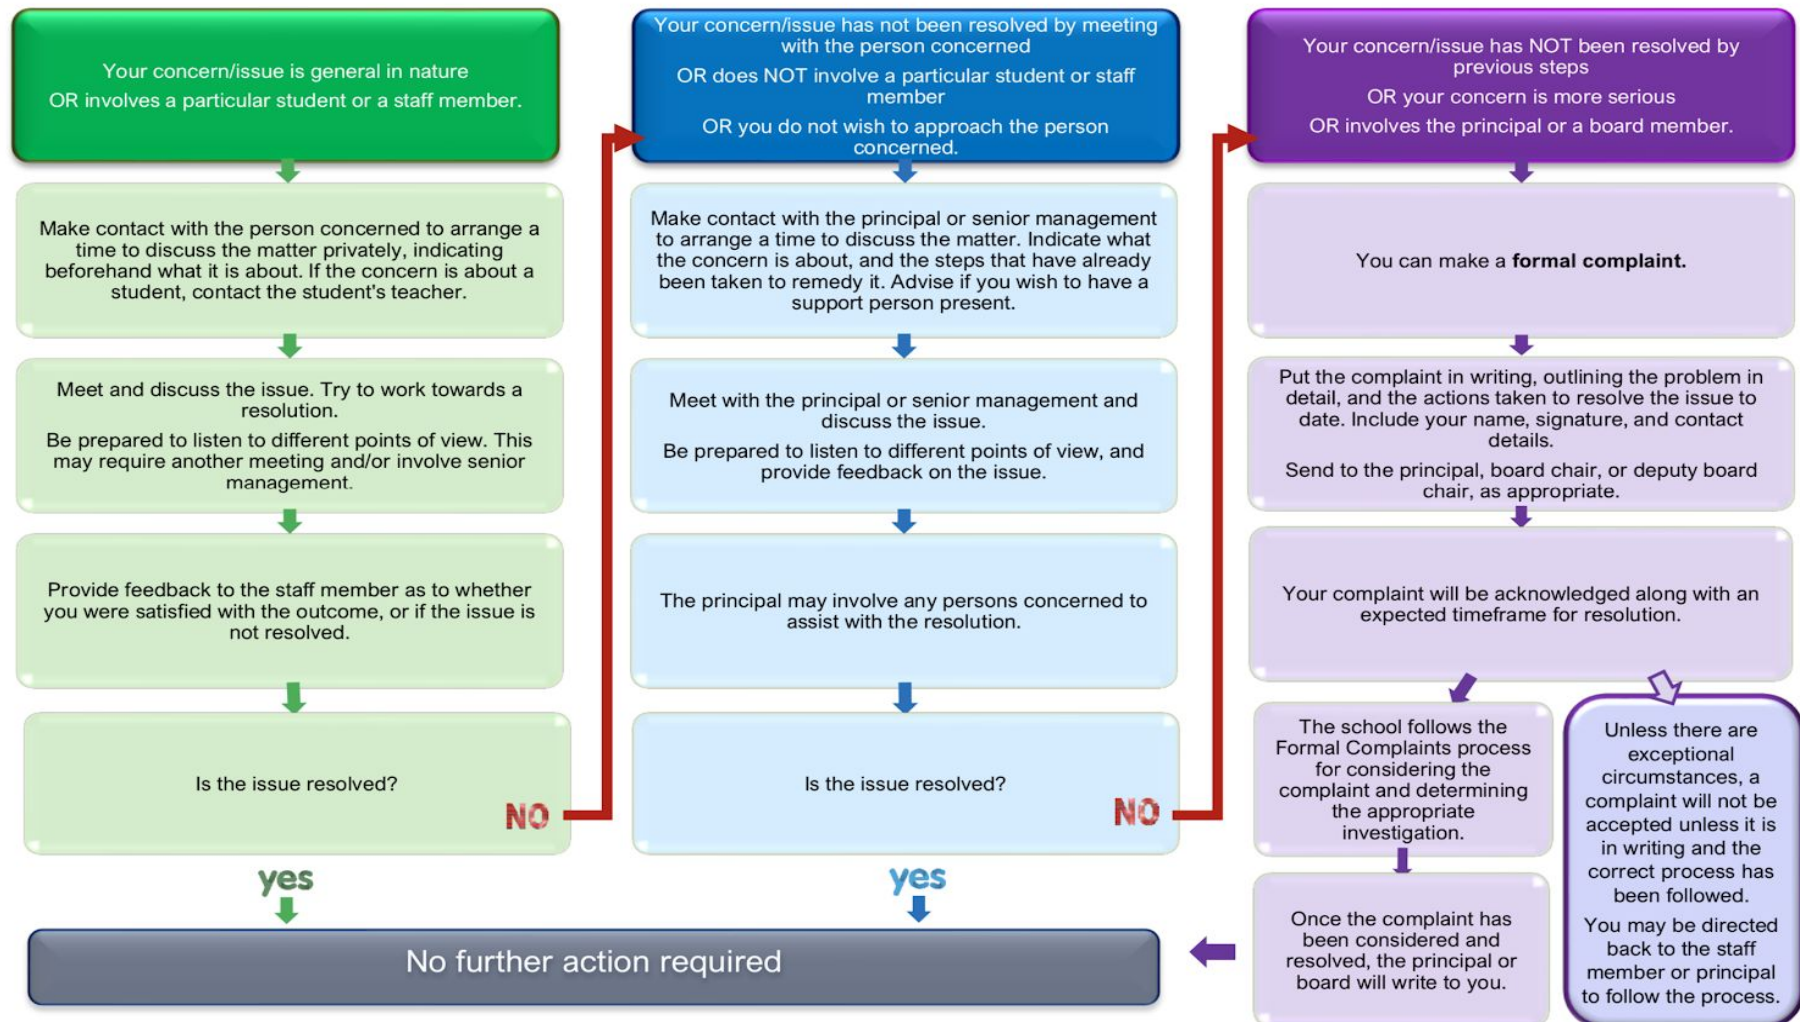 Your concern/issue is general in nature
OR involves a particular student or a staff member.
Make contact with the person concerned to arrange a
time to discuss the matter privately, indicating
beforehand what it is about. If the concern is about a
student, contact the student's teacher.
Meet and discuss the issue. Try to work towards a
resolution.
Be prepared to listen to different points of view. This
may require another meeting and/or involve senior
management.
Provide feedback to the staff member as to whether
you were satisfied with the outcome, or if the issue is
not resolved.
Is the issue resolved?
NO
yes
Your concern/issue has not been resolved by meeting
with the person concerned
OR does NOT involve a particular student or staff
member
OR you do not wish to approach the person
concerned.
Make contact with the principal or senior management
to arrange a time to discuss the matter. Indicate what
the concern is about, and the steps that have already
been taken to remedy it. Advise if you wish to have a
support person present.
Meet with the principal or senior management and
discuss the issue.
Be prepared to listen to different points of view, and
provide feedback on the issue.
The principal may involve any persons concerned to
assist with the resolution.
Is the issue resolved?
NO
yes
Your concern/issue has NOT been resolved by
previous steps
OR your concern is more serious
OR involves the principal or a board member.
You can make a formal complaint.
Put the complaint in writing, outlining the problem in
detail, and the actions taken to resolve the issue to
date. Include your name, signature, and contact
details.
Send to the principal, board chair, or deputy board
chair, as appropriate.
Your complaint will be acknowledged along with an
expected timeframe for resolution.
The school follows the
Formal Complaints process
for considering the
complaint and determining
the appropriate
investigation.
Once the complaint has
been considered and
resolved, the principal or
board will write to you.
Unless there are
exceptional
circumstances, a
complaint will not be
accepted unless it is
in writing and the
correct process has
been followed.
You may be directed
back to the staff
member or principal
to follow the process.
No further action required